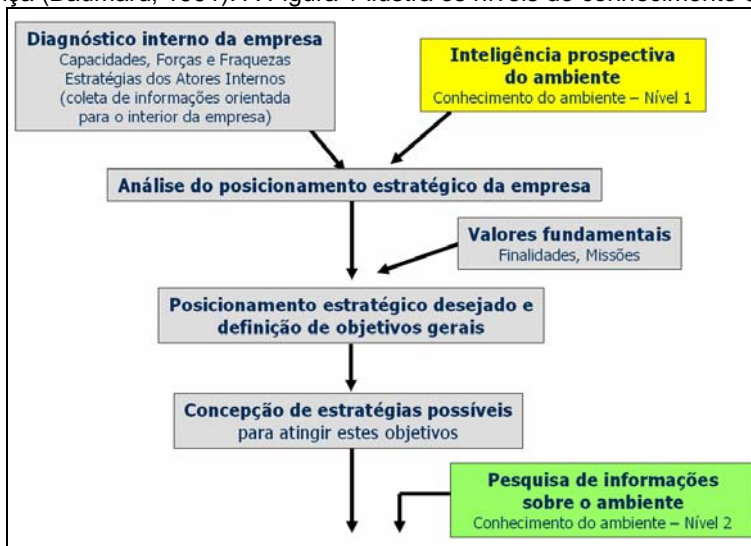 Diagnóstico interno da empresa
Capacidades, Forças e Fraquezas
Estratégias dos Atores Internos
(coleta de informações orientada
para o interior da empresa)
Inteligência prospectiva
do ambiente
Conhecimento do ambiente – Nível 1
Análise do posicionamento estratégico da empresa
Valores fundamentais
Finalidades, Missões
Posicionamento estratégico desejado e
definição de objetivos gerais
Concepção de estratégias possíveis
para atingir estes objetivos
Pesquisa de informações
sobre o ambiente
Conhecimento do ambiente – Nível 2